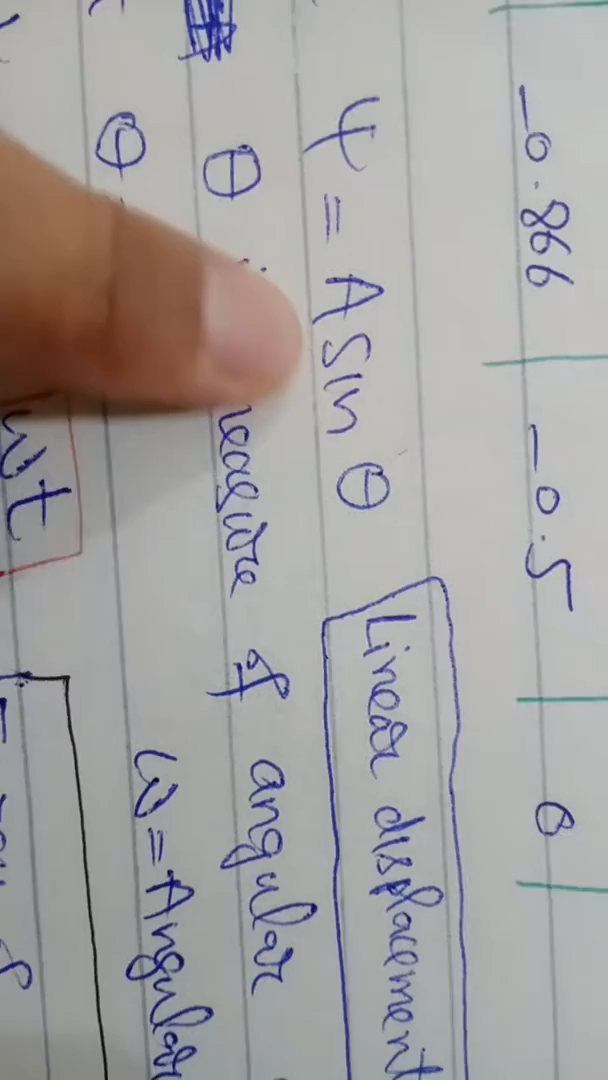 -0.866 -0.5 0
ψ = A sin θ Linear displacement
θ measure of angular
θ ω = Angular
ωt